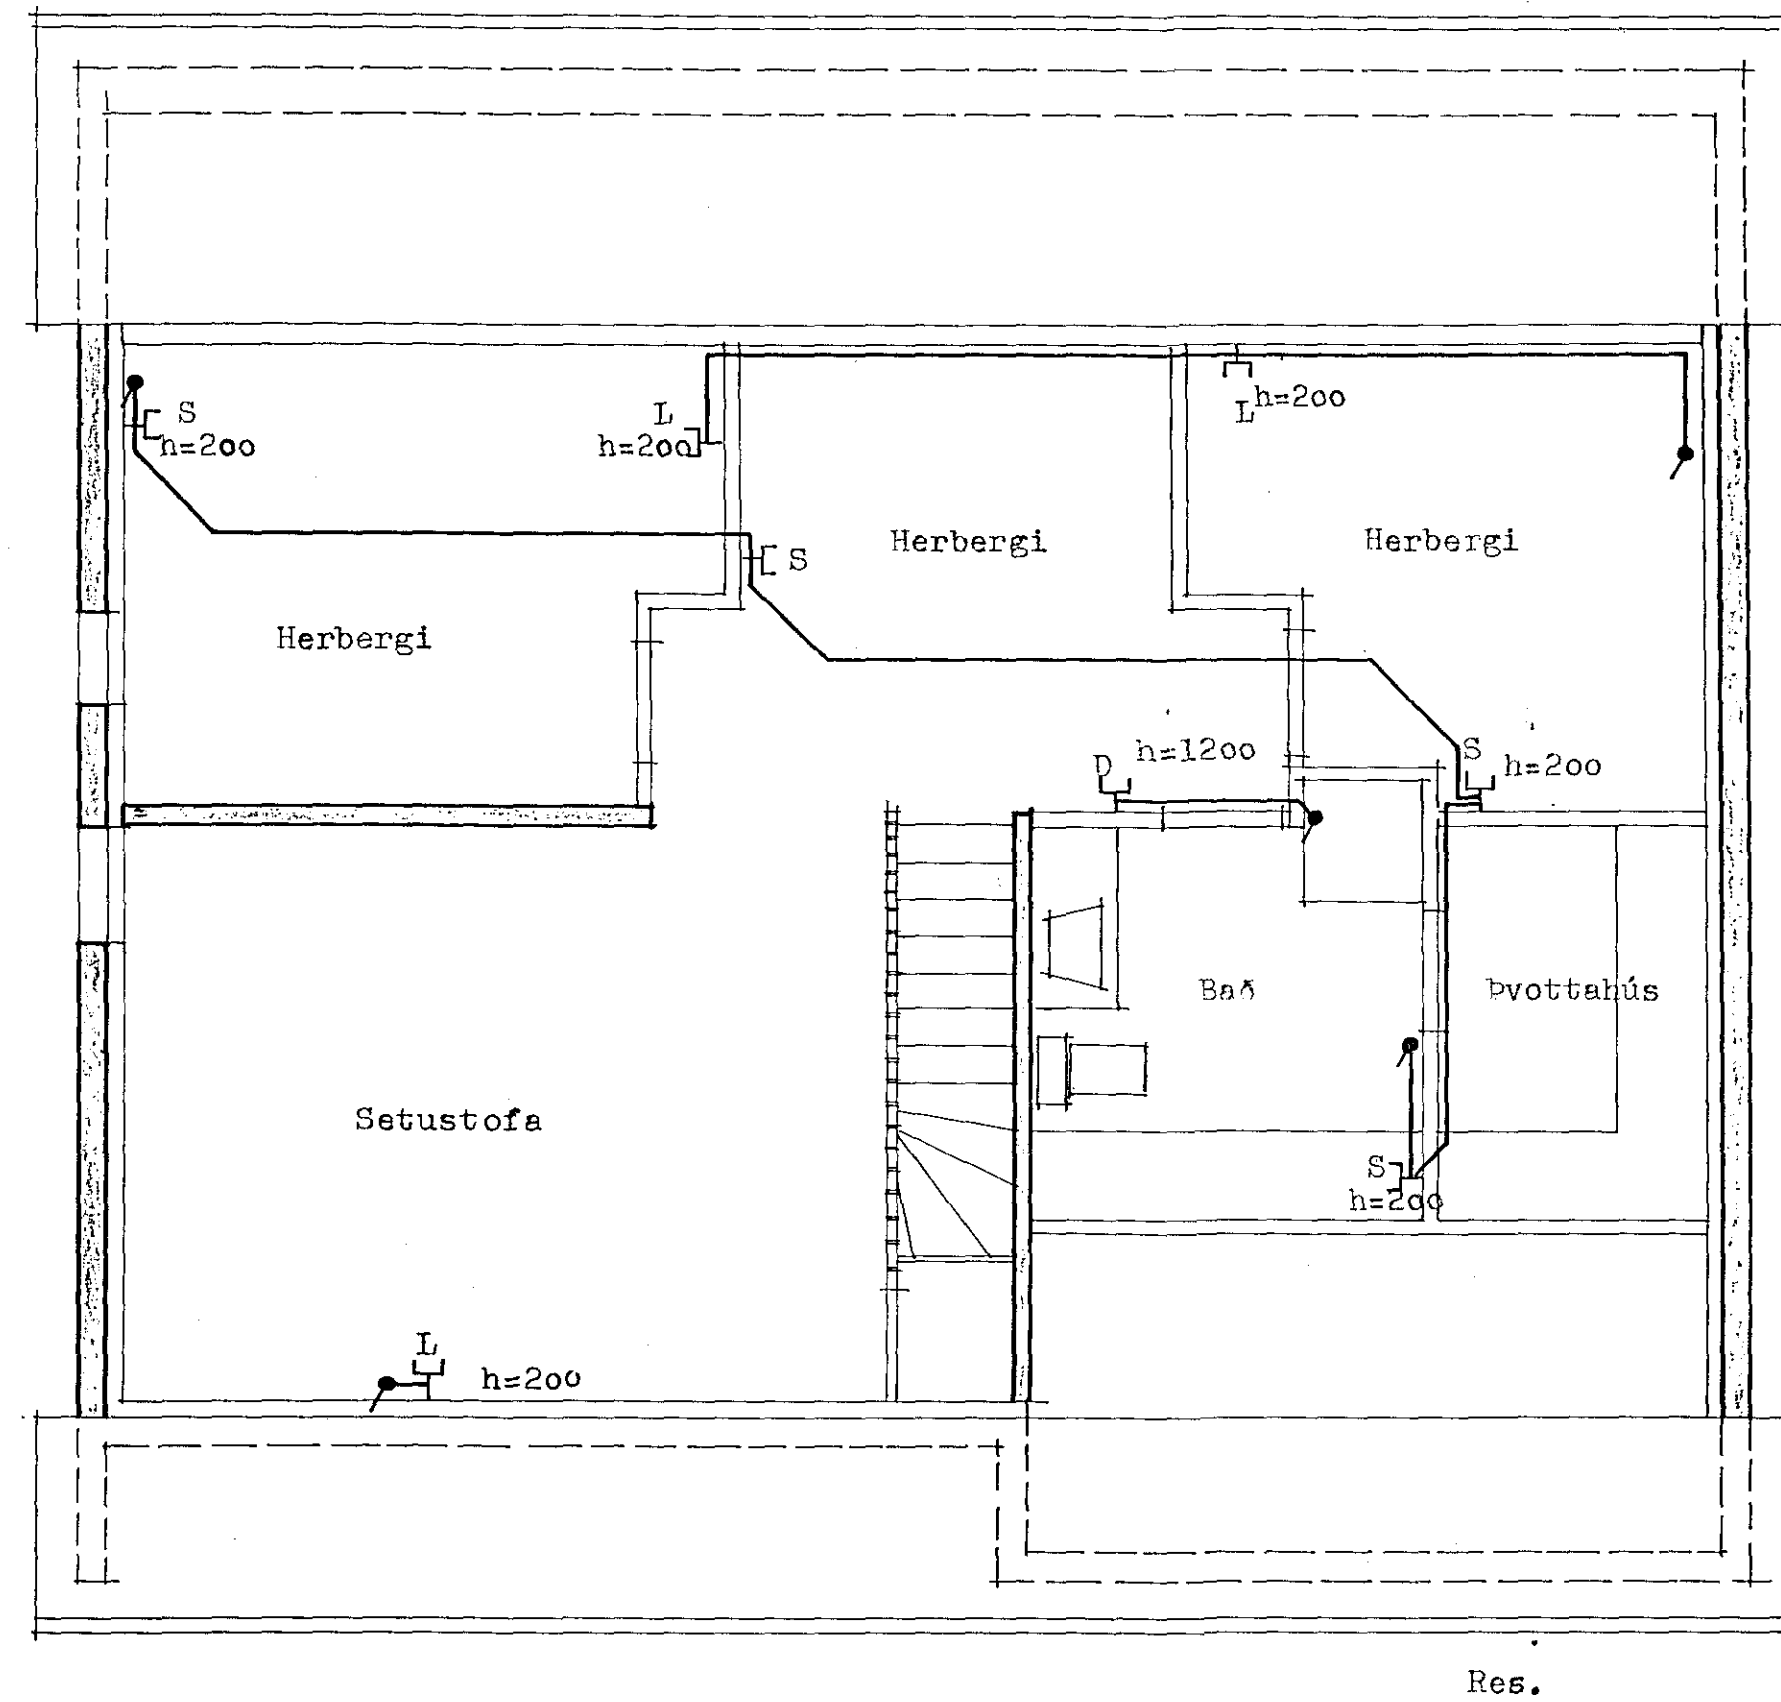 S
h=200
L
h=200
h=200
L
Herbergi
Herbergi
S
Herbergi
D
h=1200
S
h=200
Bað
Þvottahús
Setustofa
S
h=200
L
h=200
Res.